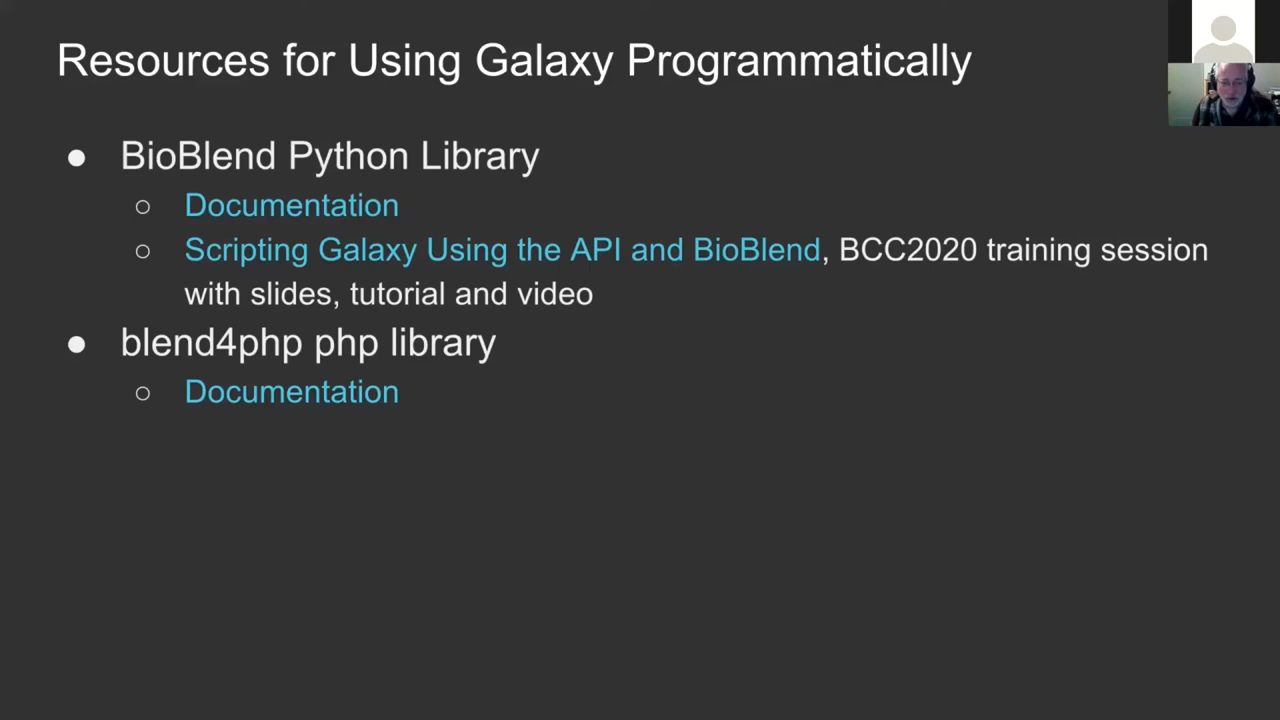 Resources for Using Galaxy Programmatically
● BioBlend Python Library
○ Documentation
○ Scripting Galaxy Using the API and BioBlend, BCC2020 training session
with slides, tutorial and video
● blend4php php library
○ Documentation